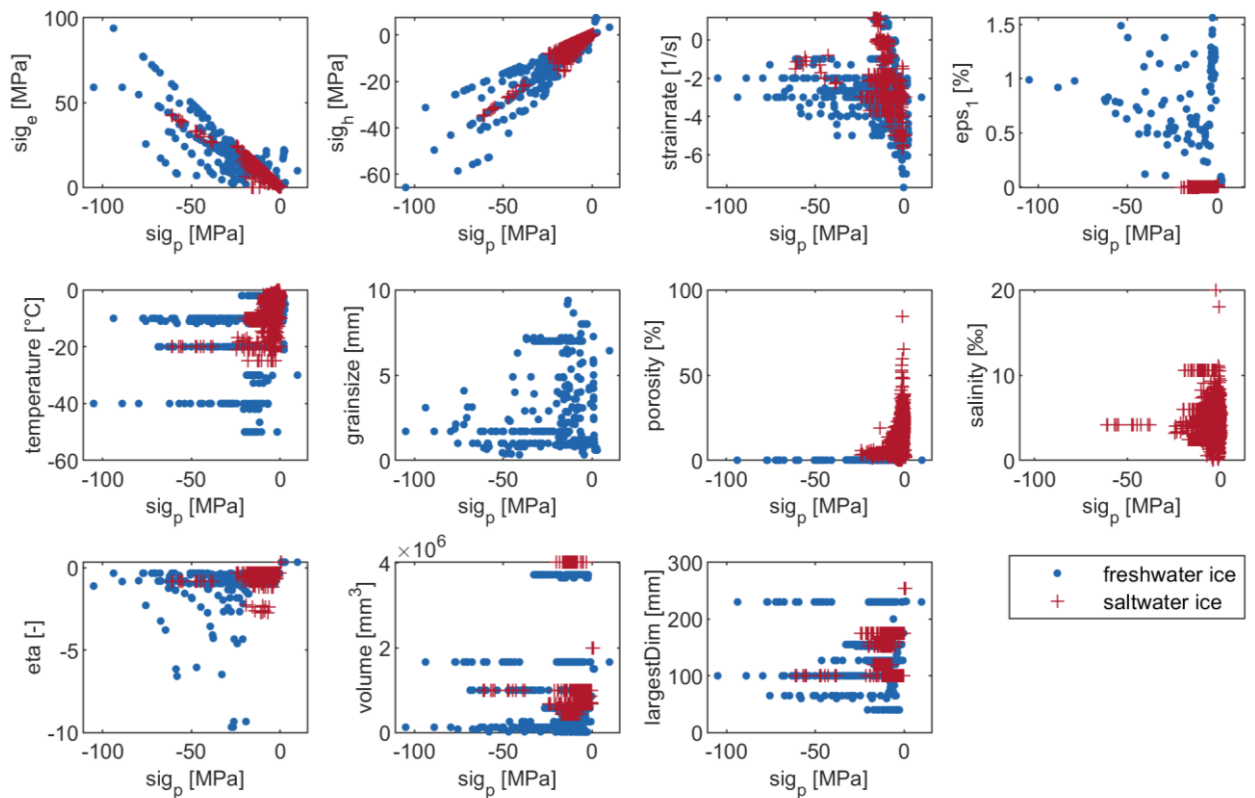 sig_e [MPa]
100
50
0
-100 -50 0
sig_p [MPa]
sig_h [MPa]
0
-20
-40
-60
-100 -50 0
sig_p [MPa]
strainrate [1/s]
0
-2
-4
-6
-100 -50 0
sig_p [MPa]
eps_1 [%]
1.5
1
0.5
0
-100 -50 0
sig_p [MPa]
temperature [°C]
0
-20
-40
-60
-100 -50 0
sig_p [MPa]
grainsize [mm]
10
5
0
-100 -50 0
sig_p [MPa]
porosity [%]
100
50
0
-100 -50 0
sig_p [MPa]
salinity [‰]
20
15
10
5
0
-100 -50 0
sig_p [MPa]
eta [-]
0
-5
-10
-100 -50 0
sig_p [MPa]
volume [mm³]
×10⁶
4
2
0
-100 -50 0
sig_p [MPa]
largestDim [mm]
300
200
100
0
-100 -50 0
sig_p [MPa]
freshwater ice
saltwater ice